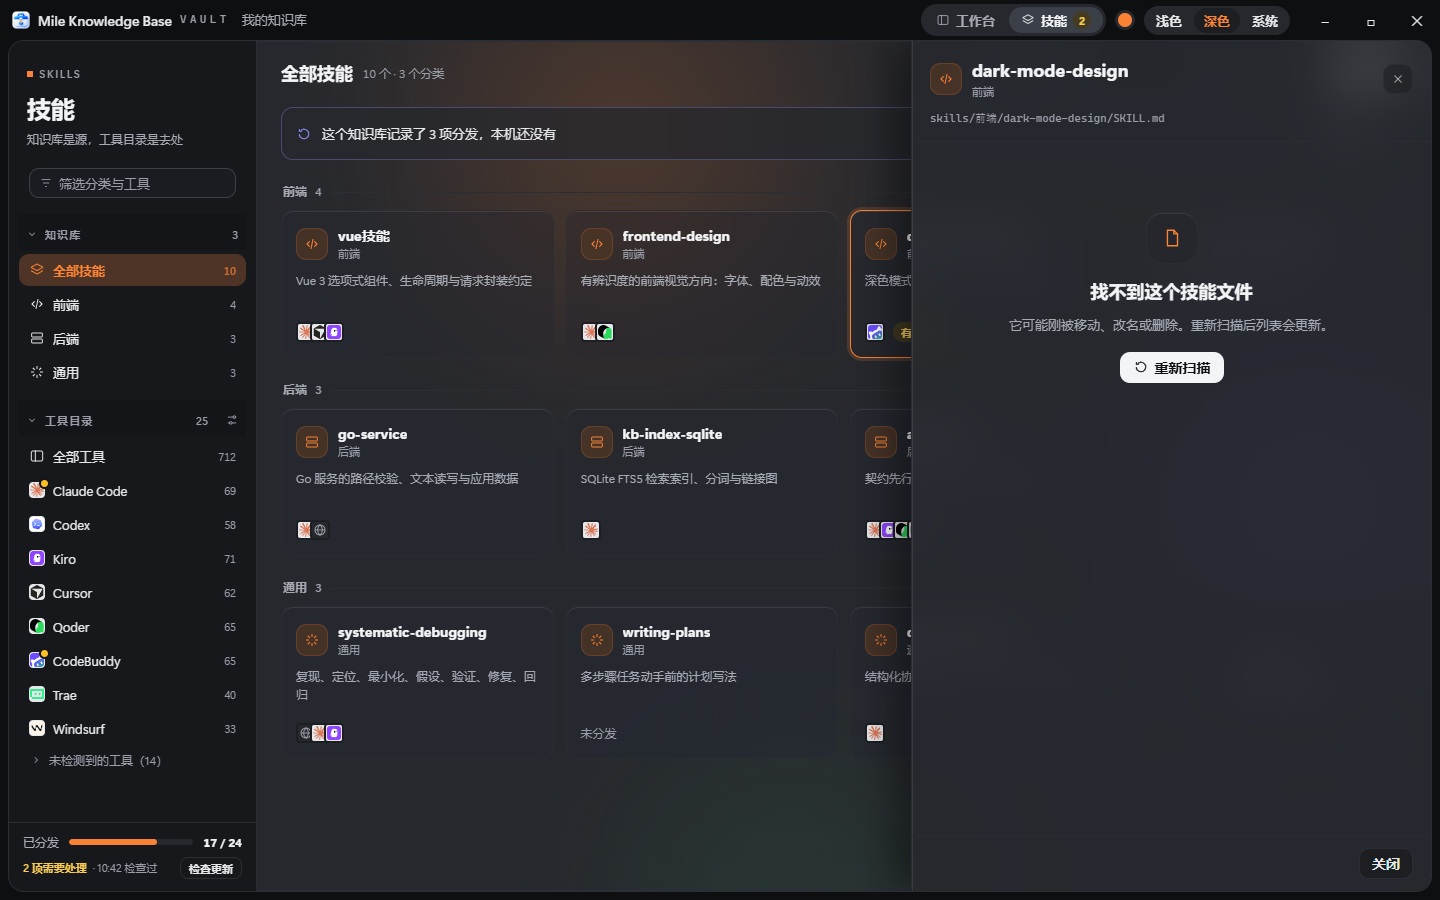 Mile Knowledge Base VAULT 我的知识库
工作台 技能 2 浅色 深色 系统
SKILLS
技能
知识库是源，工具目录是去处
筛选分类与工具
知识库 3
全部技能 10
前端 4
后端 3
通用 3
工具目录 25
全部工具 712
Claude Code 69
Codex 58
Kiro 71
Cursor 62
Qoder 65
CodeBuddy 65
Trae 40
Windsurf 33
未检测到的工具 (14)
已分发 17 / 24
2 项需要处理 · 10:42 检查过 检查更新
全部技能 10 个 · 3 个分类
这个知识库记录了 3 项分发，本机还没有
前端 4
vue技能
前端
Vue 3 选项式组件、生命周期与请求封装约定
frontend-design
前端
有辨识度的前端视觉方向：字体、配色与动效
深色模式
有
后端 3
go-service
后端
Go 服务的路径校验、文本读写与应用数据
kb-index-sqlite
后端
SQLite FTS5 检索索引、分词与链接图
契约先行
通用 3
systematic-debugging
通用
复现、定位、最小化、假设、验证、修复、回
归
writing-plans
通用
多步骤任务动手前的计划写法
未分发
结构化协
dark-mode-design
前端
skills/前端/dark-mode-design/SKILL.md
找不到这个技能文件
它可能刚被移动、改名或删除。重新扫描后列表会更新。
重新扫描
关闭